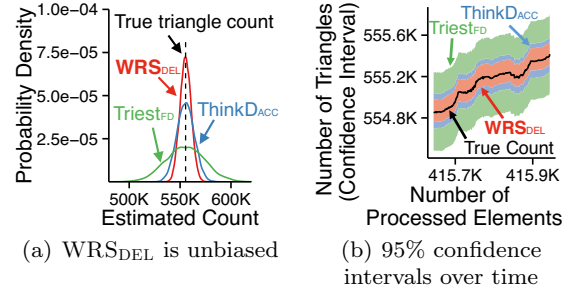 Probability Density
1.0e-04
7.5e-05
5.0e-05
2.5e-05
True triangle count
WRSDEL
TriestFD
ThinkDACC
500K 550K 600K
Estimated Count
(a) WRSDEL is unbiased
Number of Triangles
(Confidence Interval)
555.6K
555.2K
554.8K
ThinkDACC
TriestFD
WRSDEL
True Count
415.7K 415.9K
Number of
Processed Elements
(b) 95% confidence
intervals over time